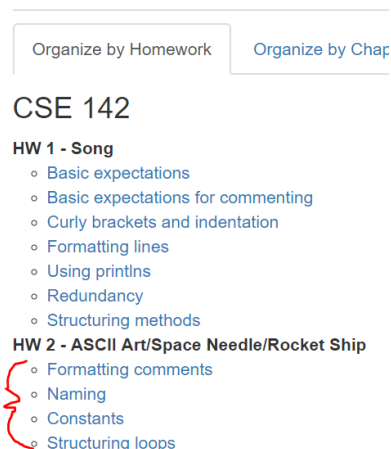 Organize by Homework Organize by Chap
CSE 142
HW 1 - Song
Basic expectations
Basic expectations for commenting
Curly brackets and indentation
Formatting lines
Using printlns
Redundancy
Structuring methods
HW 2 - ASCII Art/Space Needle/Rocket Ship
Formatting comments
Naming
Constants
Structuring loops